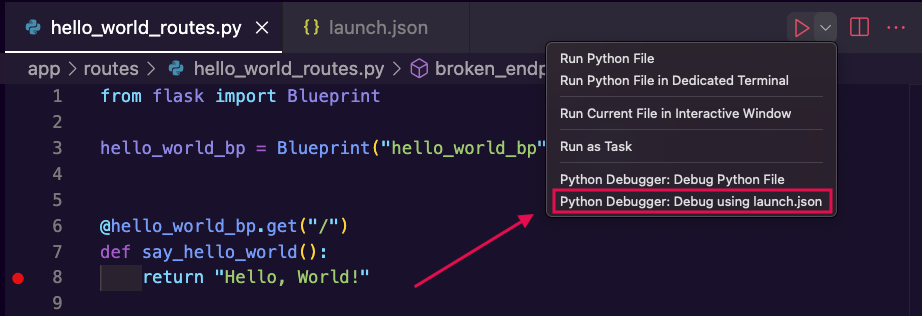 hello_world_routes.py
launch.json
app > routes > hello_world_routes.py > broken_endp
Run Python File
Run Python File in Dedicated Terminal
Run Current File in Interactive Window
Run as Task
Python Debugger: Debug Python File
Python Debugger: Debug using launch.json
1 from flask import Blueprint
2
3 hello_world_bp = Blueprint("hello_world_bp"
4
5
6 @hello_world_bp.get("/")
7 def say_hello_world():
8 return "Hello, World!"
9